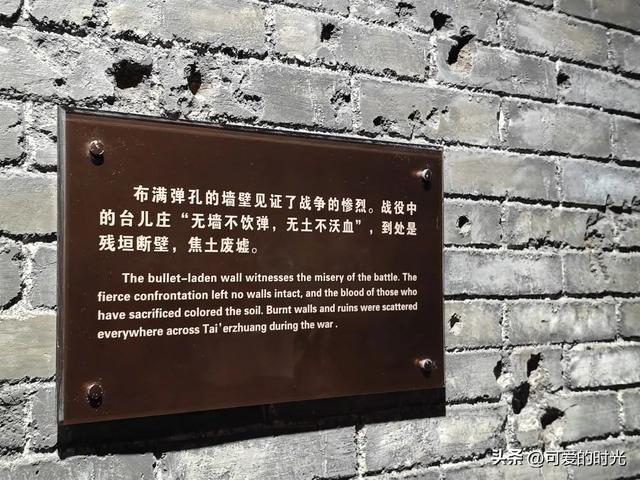 布满弹孔的墙壁见证了战争的惨烈。战役中
的台儿庄“无墙不饮弹，无土不沃血”，到处是
残垣断壁，焦土废墟。
The bullet-laden wall witnesses the misery of the battle. The
fierce confrontation left no walls intact, and the blood of those who
have sacrificed colored the soil. Burnt walls and ruins were scattered
everywhere across Tai'erzhuang during the war .
头条 @可爱的时光